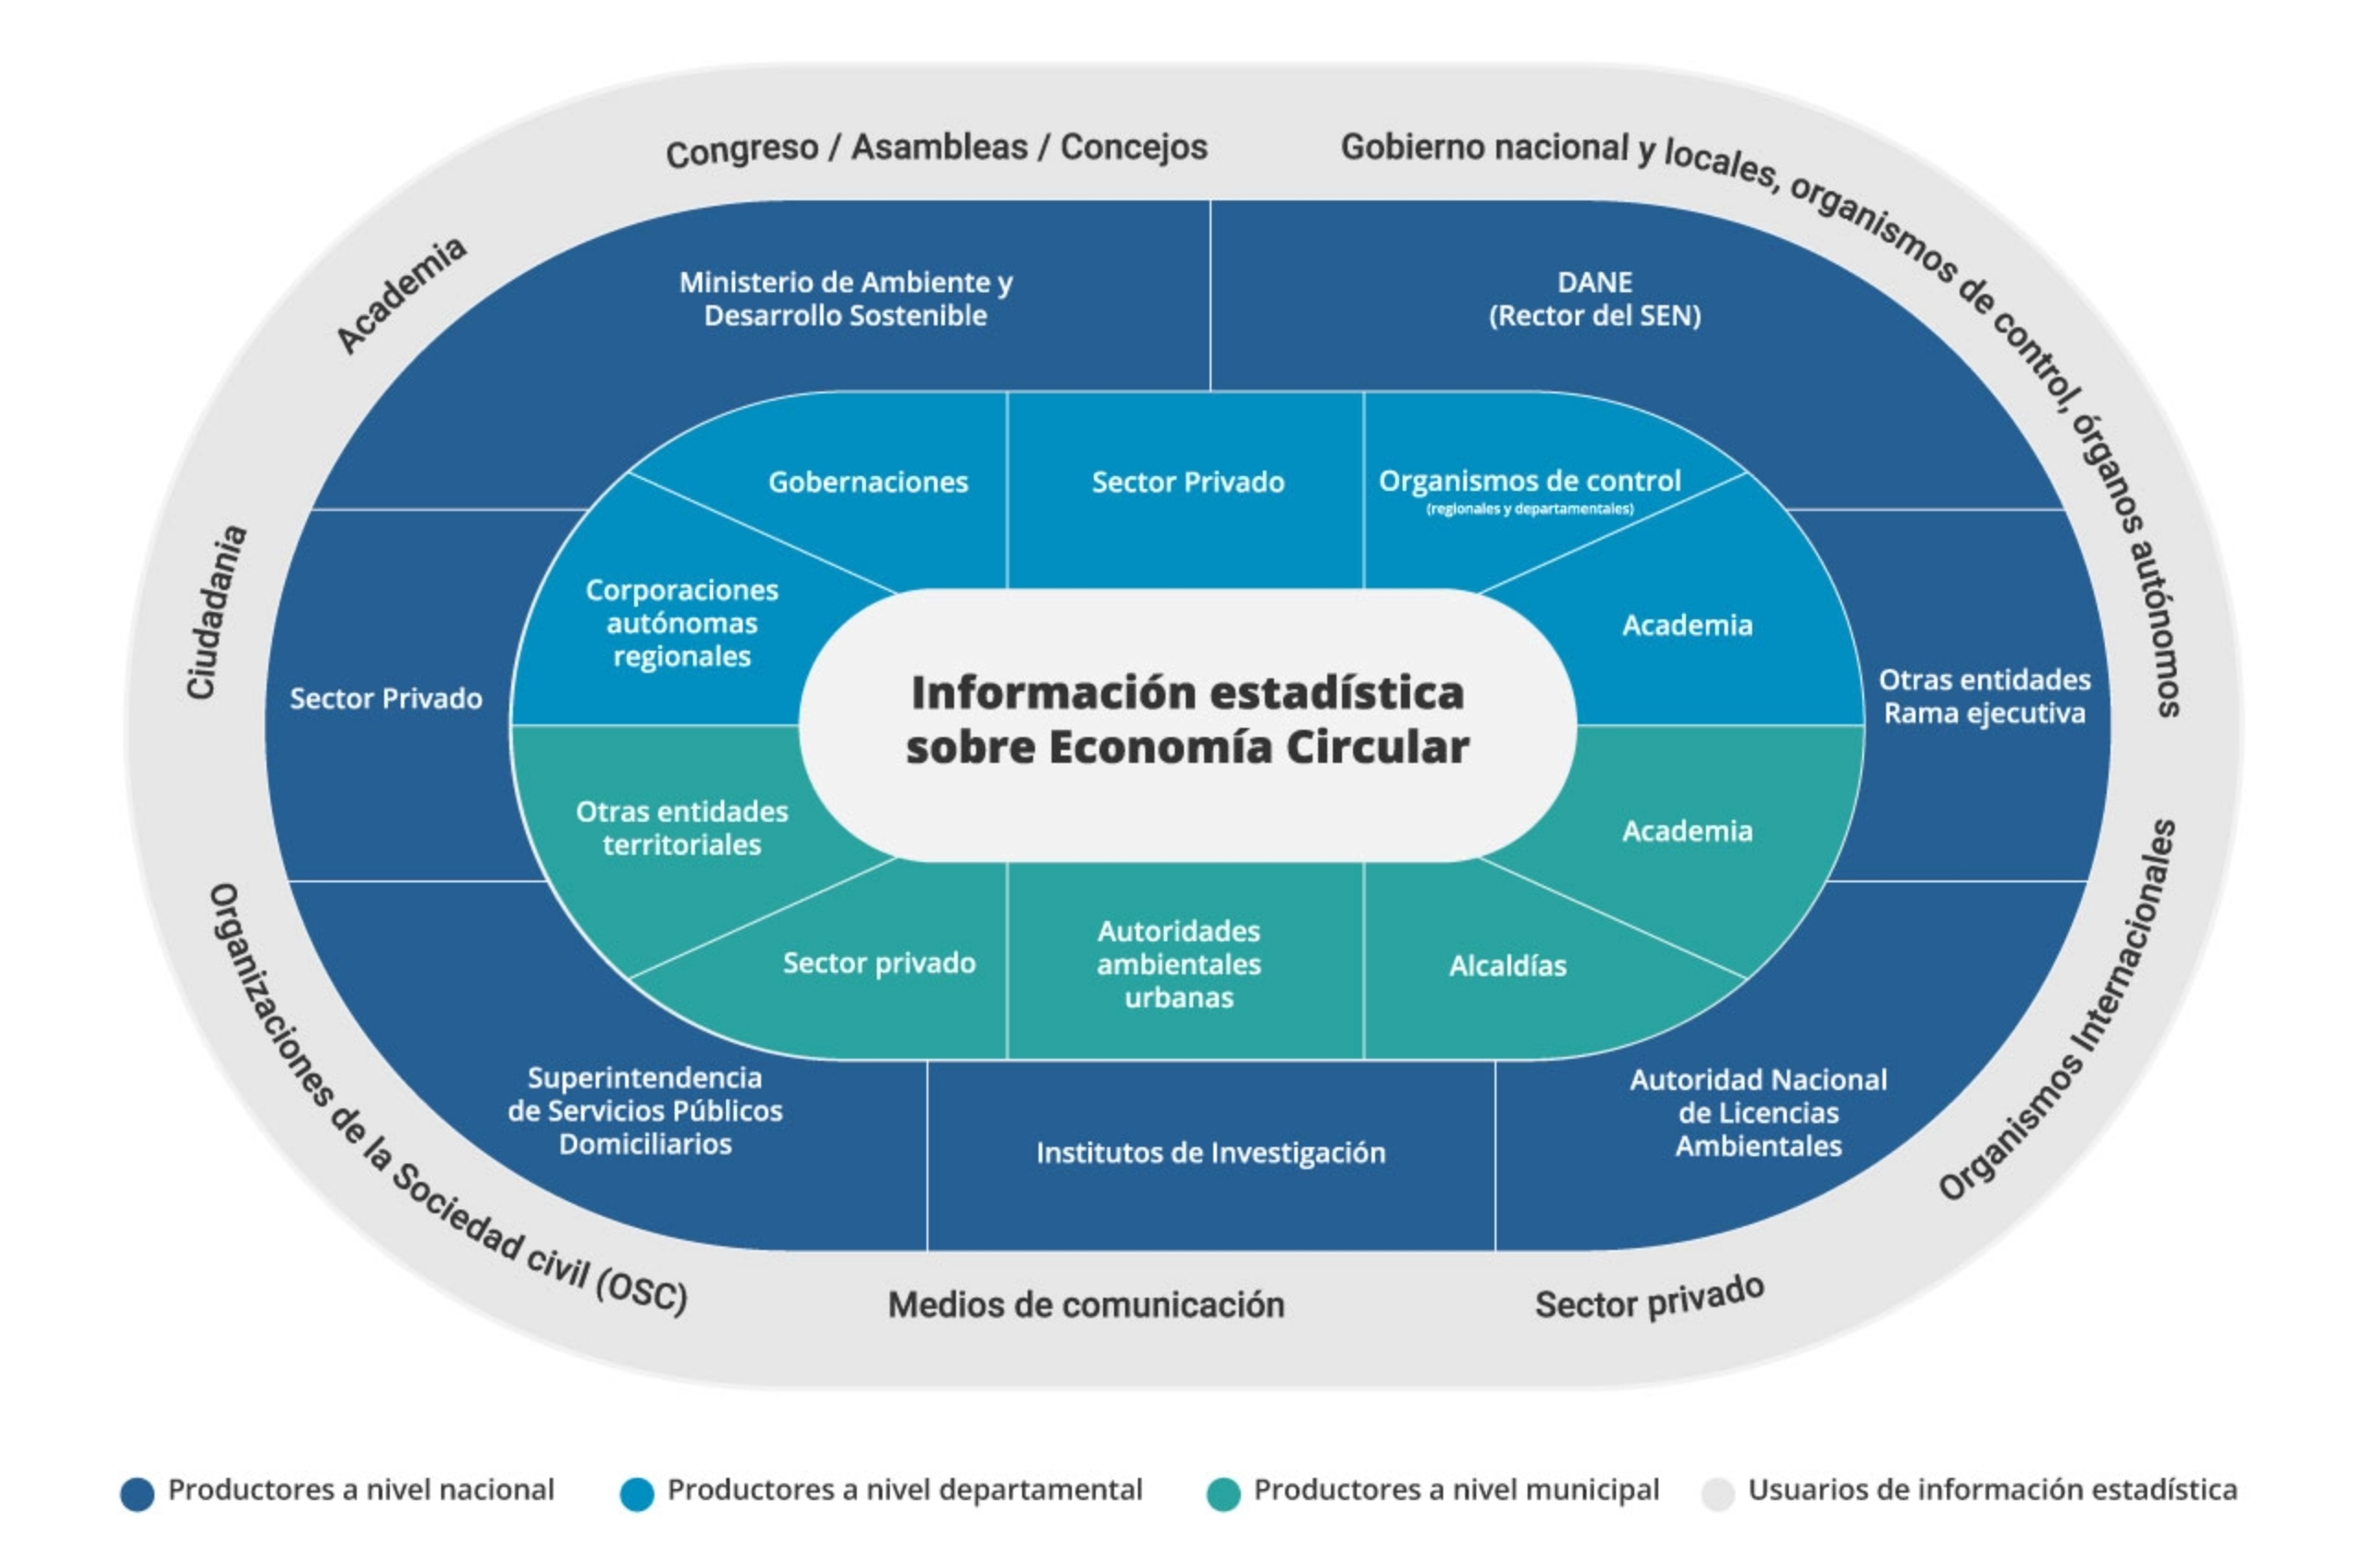 Congreso / Asambleas / Concejos
Gobierno nacional y locales, organismos de control, órganos autónomos
Academia
Ciudadania
Organizaciones de la Sociedad civil (OSC)
Medios de comunicación
Sector privado
Organismos Internacionales
Ministerio de Ambiente y
Desarrollo Sostenible
DANE
(Rector del SEN)
Sector Privado
Otras entidades
Rama ejecutiva
Superintendencia
de Servicios Públicos
Domiciliarios
Institutos de Investigación
Autoridad Nacional
de Licencias
Ambientales
Gobernaciones
Sector Privado
Organismos de control
(regionales y departamentales)
Corporaciones
autónomas
regionales
Academia
Información estadística
sobre Economía Circular
Otras entidades
territoriales
Academia
Sector privado
Autoridades
ambientales
urbanas
Alcaldías
Productores a nivel nacional
Productores a nivel departamental
Productores a nivel municipal
Usuarios de información estadística